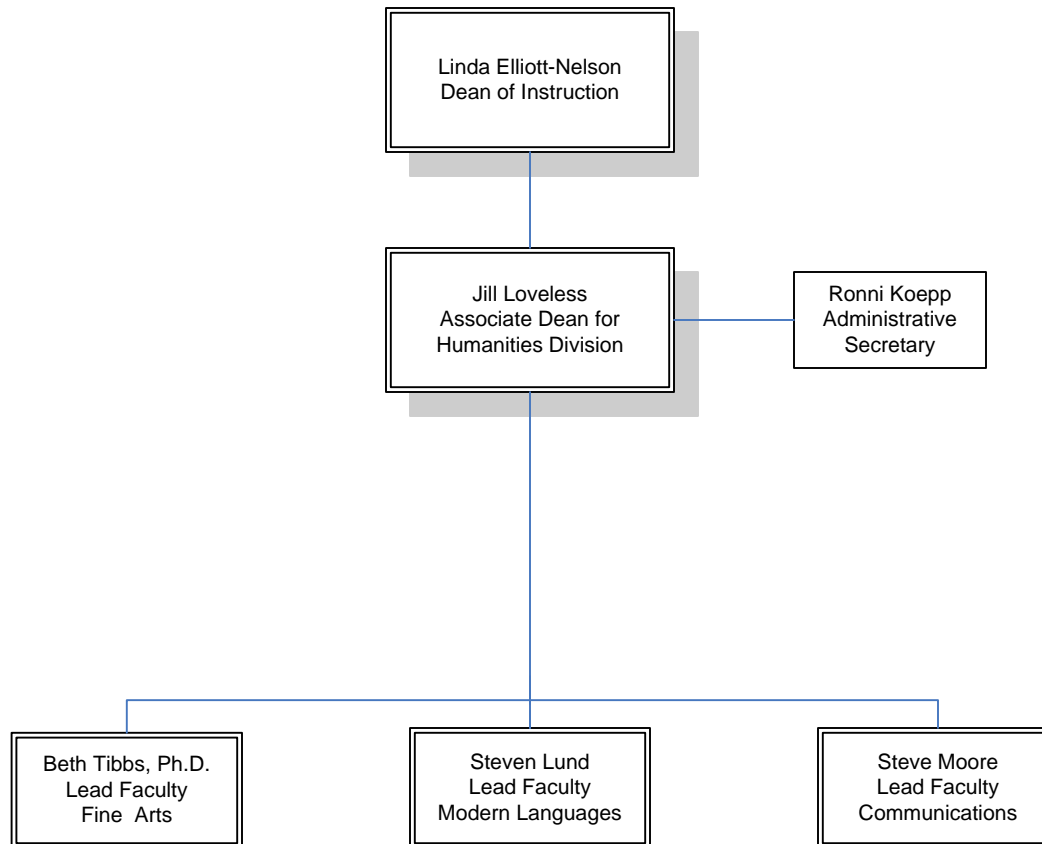 Linda Elliott-Nelson
Dean of Instruction
Jill Loveless
Associate Dean for
Humanities Division
Ronni Koepp
Administrative
Secretary
Beth Tibbs, Ph.D.
Lead Faculty
Fine  Arts
Steven Lund
Lead Faculty
Modern Languages
Steve Moore
Lead Faculty
Communications